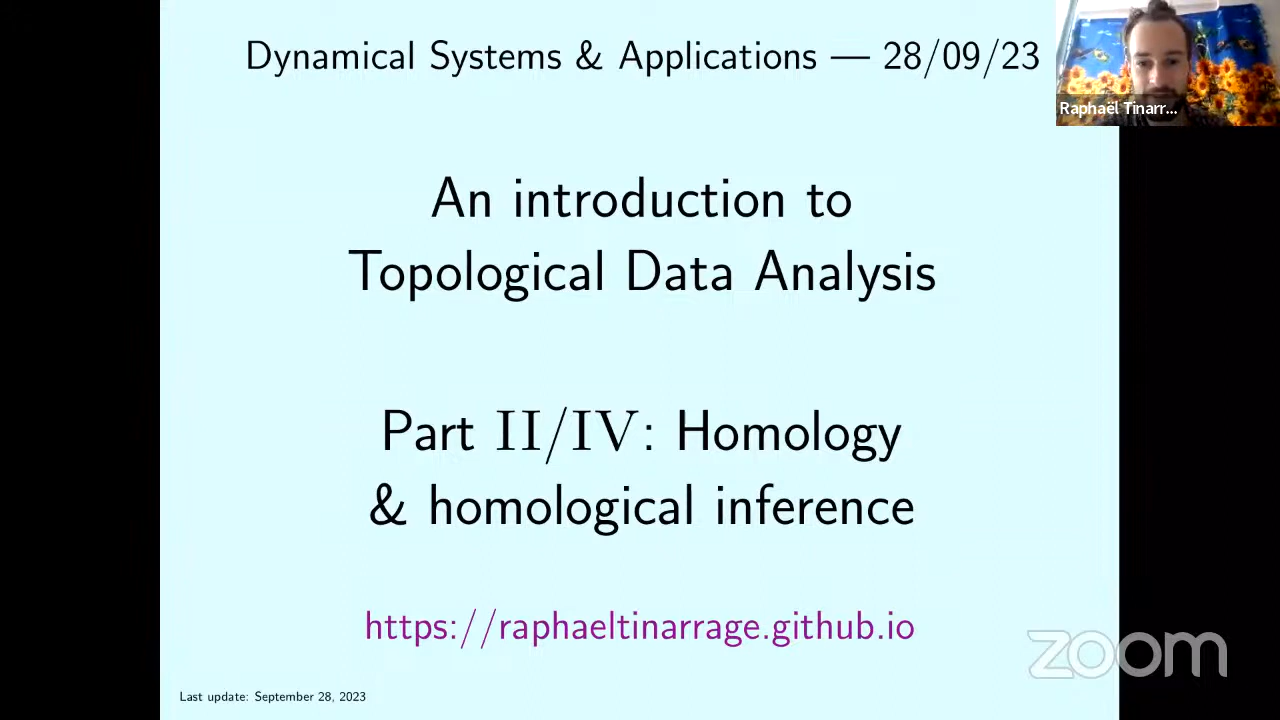 Dynamical Systems & Applications — 28/09/23
Raphaël Tinarr...
An introduction to
Topological Data Analysis
Part II/IV: Homology
& homological inference
https://raphaeltinarrage.github.io
zoom
Last update: September 28, 2023